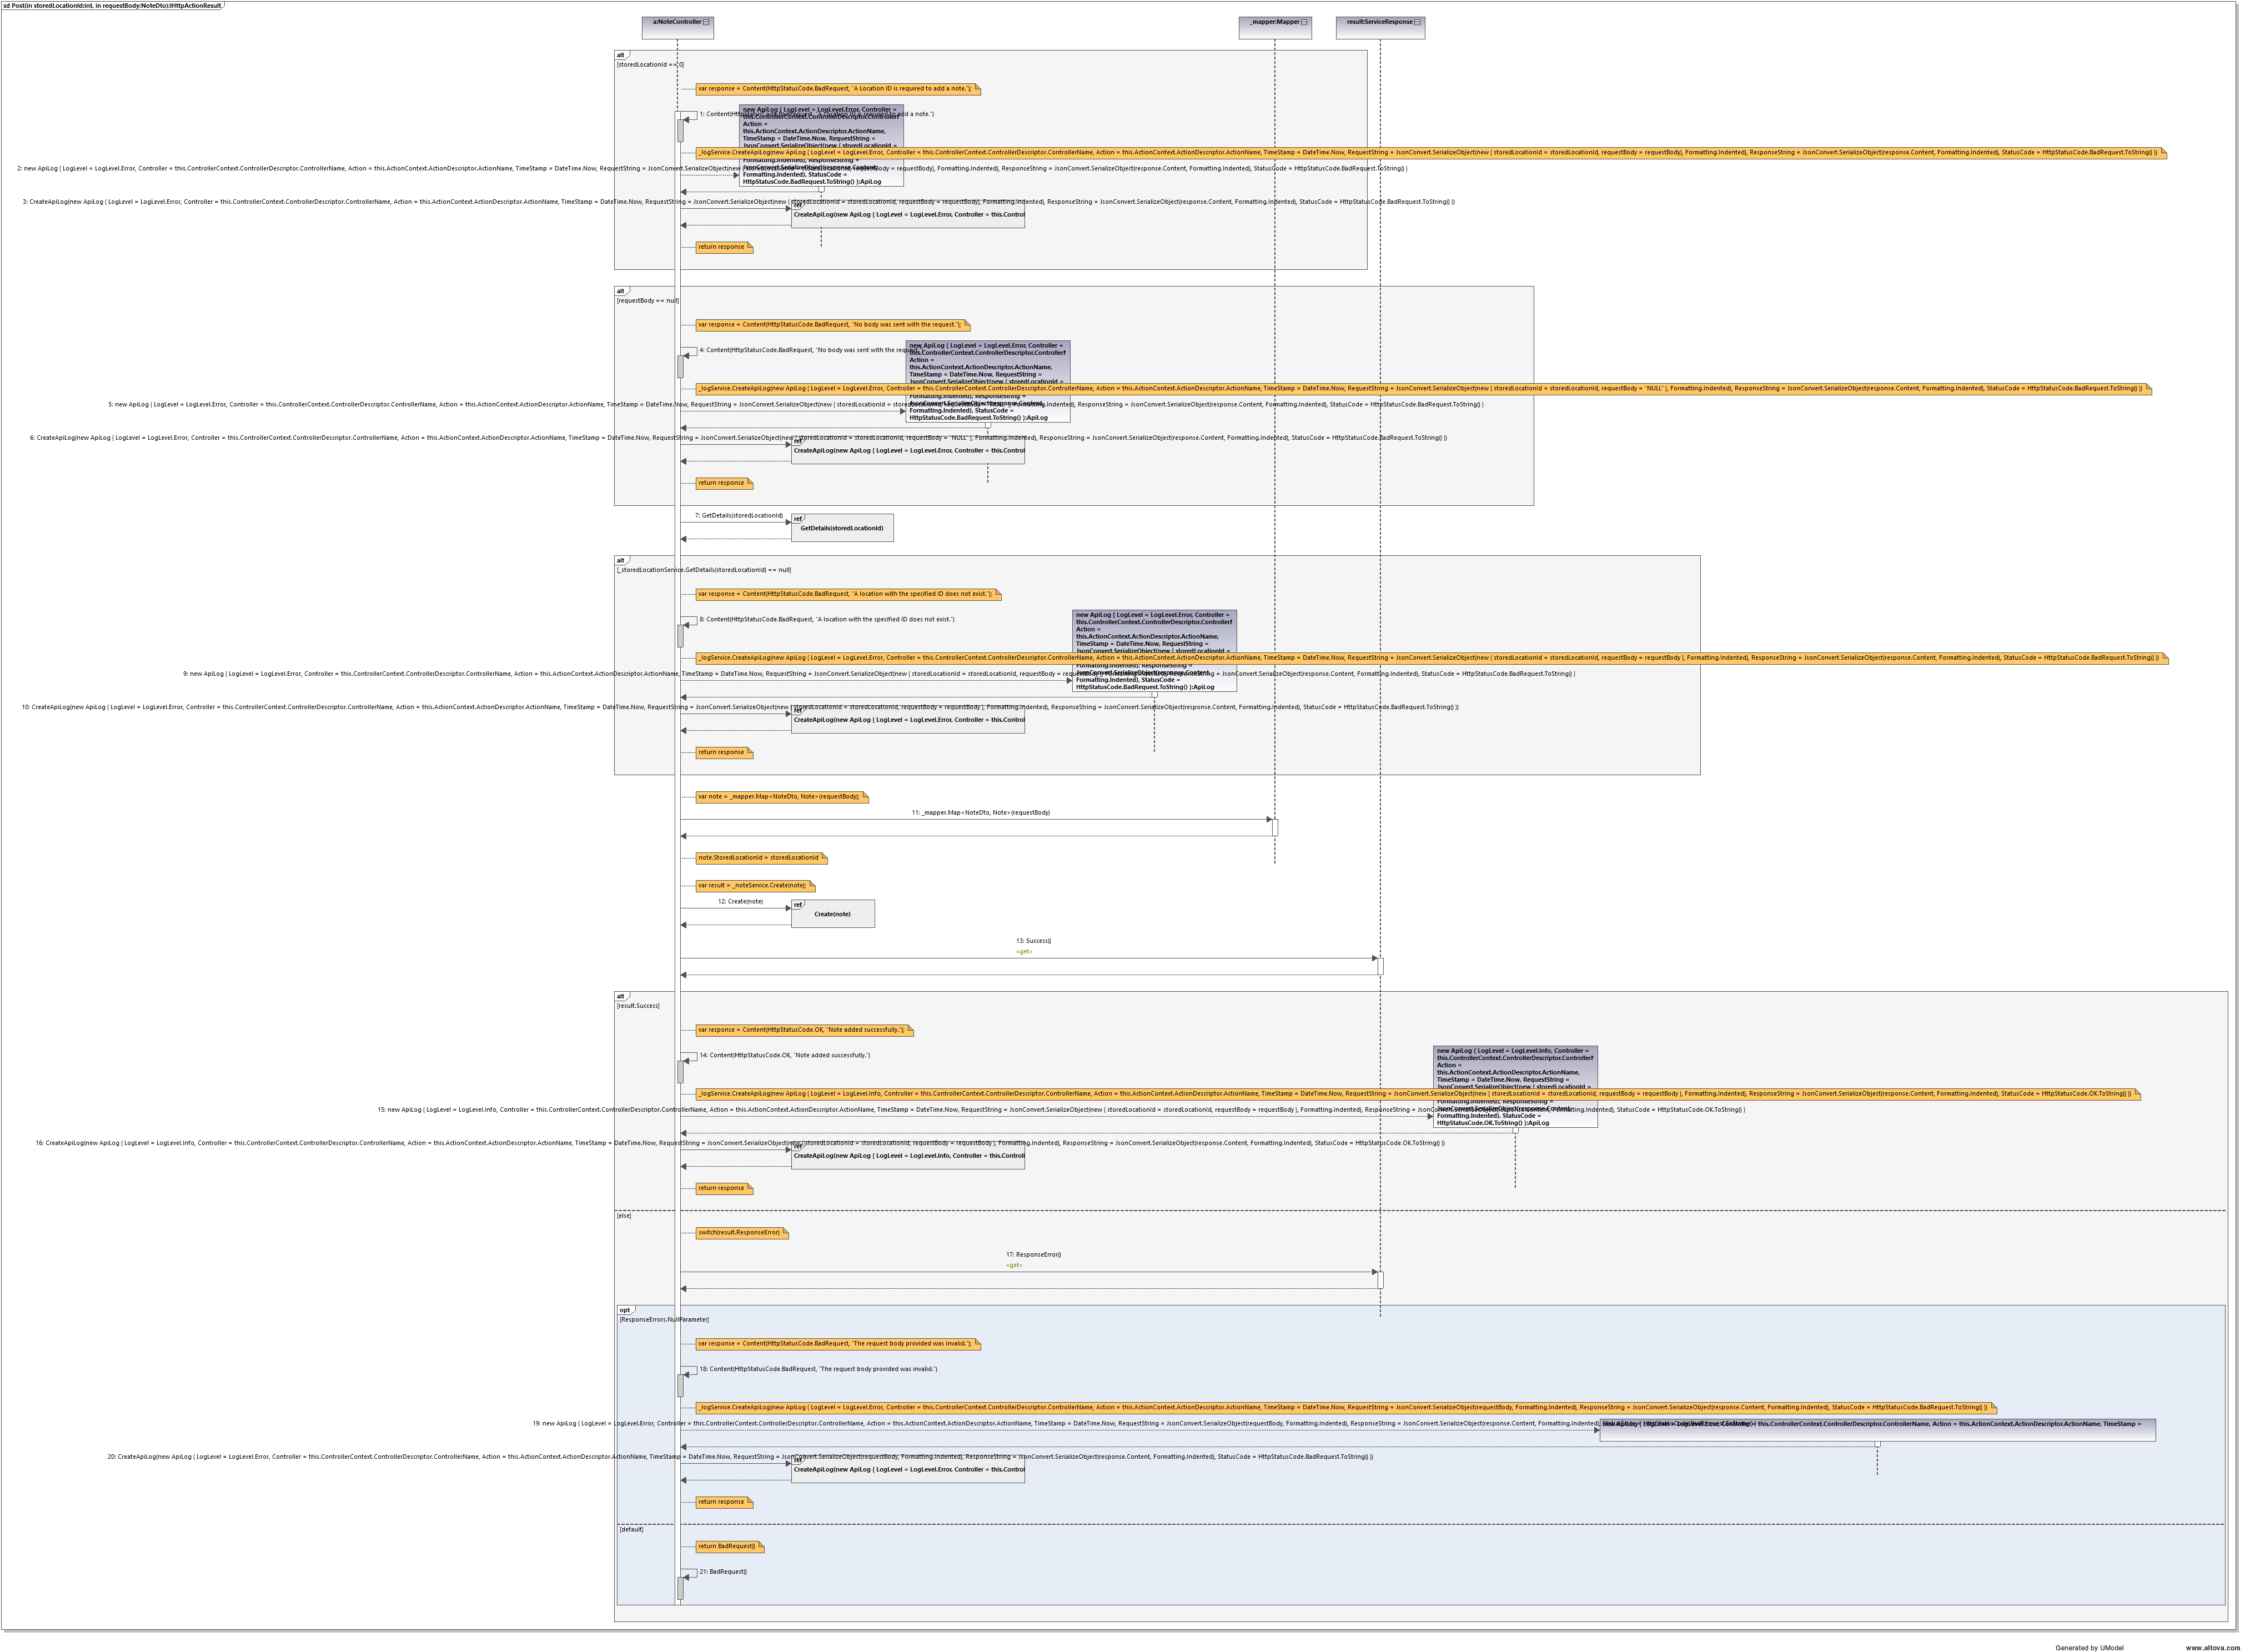 sd Post(in storedLocationId:int, in requestBody:NoteDto):IHttpActionResult
a:NoteController
_mapper:Mapper
result:ServiceResponse
alt
[storedLocationId == 0]
var response = Content(HttpStatusCode.BadRequest, "A Location ID is required to add a note.");
new ApiLog { LogLevel = LogLevel.Error, Controller =
Action =
this.ActionContext.ActionDescriptor.ActionName,
TimeStamp = DateTime.Now, RequestString =
_logService.CreateApiLog(new ApiLog { LogLevel = LogLevel.Error, Controller = this.ControllerContext.ControllerDescriptor.ControllerName, Action = this.ActionContext.ActionDescriptor.ActionName, TimeStamp = DateTime.Now, RequestString = JsonConvert.SerializeObject(new { storedLocationId = storedLocationId, requestBody = requestBody}, Formatting.Indented), ResponseString = JsonConvert.SerializeObject(response.Content, Formatting.Indented), StatusCode = HttpStatusCode.BadRequest.ToString() })
2: new ApiLog { LogLevel = LogLevel.Error, Controller = this.ControllerContext.ControllerDescriptor.ControllerName, Action = this.ActionContext.ActionDescriptor.ActionName, TimeStamp = DateTime.Now, RequestString = JsonConvert.SerializeObject(new requestBody = requestBody}, Formatting.Indented), ResponseString = JsonConvert.SerializeObject(response.Content, Formatting.Indented), StatusCode = HttpStatusCode.BadRequest.ToString() }
Formatting.Indented), StatusCode =
HttpStatusCode.BadRequest.ToString() }:ApiLog
3: CreateApiLog(new ApiLog { LogLevel = LogLevel.Error, Controller = this.ControllerContext.ControllerDescriptor.ControllerName, Action = this.ActionContext.ActionDescriptor.ActionName, TimeStamp = DateTime.Now, RequestString = JsonConvert.SerializeObject(new { storedLocationId = storedLocationId, requestBody = requestBody}, Formatting.Indented), ResponseString = JsonConvert.SerializeObject(response.Content, Formatting.Indented), StatusCode = HttpStatusCode.BadRequest.ToString() })
ref
CreateApiLog(new ApiLog { LogLevel = LogLevel.Error, Controller = this.Control
return response
alt
[requestBody == null]
var response = Content(HttpStatusCode.BadRequest, "No body was sent with the request.");
new ApiLog { LogLevel = LogLevel.Error, Controller =
4: Content(HttpStatusCode.BadRequest, "No body was sent with the
this.ControllerContext.ControllerDescriptor.Controllerf
Action =
this.ActionContext.ActionDescriptor.ActionName,
TimeStamp = DateTime.Now, RequestString =
JsonConvert.SerializeObject(new { storedLocationId =
_logService.CreateApiLog(new ApiLog { LogLevel = LogLevel.Error, Controller = this.ControllerContext.ControllerDescriptor.ControllerName, Action = this.ActionContext.ActionDescriptor.ActionName, TimeStamp = DateTime.Now, RequestString = JsonConvert.SerializeObject(new { storedLocationId = storedLocationId, requestBody = "NULL" }, Formatting.Indented), ResponseString = JsonConvert.SerializeObject(response.Content, Formatting.Indented), StatusCode = HttpStatusCode.BadRequest.ToString() })
5: new ApiLog { LogLevel = LogLevel.Error, Controller = this.ControllerContext.ControllerDescriptor.ControllerName, Action = this.ActionContext.ActionDescriptor.ActionName, TimeStamp = DateTime.Now, RequestString = JsonConvert.SerializeObject(new { storedLocationId = ResponseString = JsonConvert.SerializeObject(response.Content, Formatting.Indented), StatusCode = HttpStatusCode.BadRequest.ToString() }
Formatting.Indented), StatusCode =
HttpStatusCode.BadRequest.ToString() }:ApiLog
6: CreateApiLog(new ApiLog { LogLevel = LogLevel.Error, Controller = this.ControllerContext.ControllerDescriptor.ControllerName, Action = this.ActionContext.ActionDescriptor.ActionName, TimeStamp = DateTime.Now, RequestString = JsonConvert.SerializeObject(new { storedLocationId = storedLocationId, requestBody = "NULL" }, Formatting.Indented), ResponseString = JsonConvert.SerializeObject(response.Content, Formatting.Indented), StatusCode = HttpStatusCode.BadRequest.ToString() })
ref
CreateApiLog(new ApiLog { LogLevel = LogLevel.Error, Controller = this.Control
return response
7: GetDetails(storedLocationId)
ref
GetDetails(storedLocationId)
alt
[_storedLocationService.GetDetails(storedLocationId) == null]
var response = Content(HttpStatusCode.BadRequest, "A location with the specified ID does not exist.");
8: Content(HttpStatusCode.BadRequest, "A location with the specified ID does not exist.")
new ApiLog { LogLevel = LogLevel.Error, Controller =
this.ControllerContext.ControllerDescriptor.Controllerf
Action =
this.ActionContext.ActionDescriptor.ActionName,
TimeStamp = DateTime.Now, RequestString =
JsonConvert.SerializeObject(new { storedLocationId =
_logService.CreateApiLog(new ApiLog { LogLevel = LogLevel.Error, Controller = this.ControllerContext.ControllerDescriptor.ControllerName, Action = this.ActionContext.ActionDescriptor.ActionName, TimeStamp = DateTime.Now, RequestString = JsonConvert.SerializeObject(new { storedLocationId = storedLocationId, requestBody = requestBody }, Formatting.Indented), ResponseString = JsonConvert.SerializeObject(response.Content, Formatting.Indented), StatusCode = HttpStatusCode.BadRequest.ToString() })
Formatting.Indented), ResponseString =
9: new ApiLog { LogLevel = LogLevel.Error, Controller = this.ControllerContext.ControllerDescriptor.ControllerName, Action = this.ActionContext.ActionDescriptor.ActionName, TimeStamp = DateTime.Now, RequestString = JsonConvert.SerializeObject(new { storedLocationId = storedLocationId, requestBody = JsonConvert.SerializeObject(response.Content, Formatting.Indented), StatusCode = HttpStatusCode.BadRequest.ToString() }
Formatting.Indented), StatusCode =
HttpStatusCode.BadRequest.ToString() }:ApiLog
10: CreateApiLog(new ApiLog { LogLevel = LogLevel.Error, Controller = this.ControllerContext.ControllerDescriptor.ControllerName, Action = this.ActionContext.ActionDescriptor.ActionName, TimeStamp = DateTime.Now, RequestString = JsonConvert.SerializeObject(new { storedLocationId = storedLocationId, requestBody = requestBody }, Formatting.Indented), ResponseString = JsonConvert.SerializeObject(response.Content, Formatting.Indented), StatusCode = HttpStatusCode.BadRequest.ToString() })
ref
CreateApiLog(new ApiLog { LogLevel = LogLevel.Error, Controller = this.Control
return response
var note = _mapper.Map<NoteDto, Note>(requestBody);
11: _mapper.Map<NoteDto, Note>(requestBody)
note.StoredLocationId = storedLocationId
var result = _noteService.Create(note);
12: Create(note)
ref
Create(note)
13: Success()
«get»
alt
[result.Success]
var response = Content(HttpStatusCode.OK, "Note added successfully.");
14: Content(HttpStatusCode.OK, "Note added successfully.")
new ApiLog { LogLevel = LogLevel.Info, Controller =
this.ControllerContext.ControllerDescriptor.Controllerf
Action =
this.ActionContext.ActionDescriptor.ActionName,
TimeStamp = DateTime.Now, RequestString =
JsonConvert.SerializeObject(new { storedLocationId =
_logService.CreateApiLog(new ApiLog { LogLevel = LogLevel.Info, Controller = this.ControllerContext.ControllerDescriptor.ControllerName, Action = this.ActionContext.ActionDescriptor.ActionName, TimeStamp = DateTime.Now, RequestString = JsonConvert.SerializeObject(new { storedLocationId = storedLocationId, requestBody = requestBody }, Formatting.Indented), ResponseString = JsonConvert.SerializeObject(response.Content, Formatting.Indented), StatusCode = HttpStatusCode.OK.ToString() })
15: new ApiLog { LogLevel = LogLevel.Info, Controller = this.ControllerContext.ControllerDescriptor.ControllerName, Action = this.ActionContext.ActionDescriptor.ActionName, TimeStamp = DateTime.Now, RequestString = JsonConvert.SerializeObject(new { storedLocationId = storedLocationId, requestBody = requestBody }, Formatting.Indented), ResponseString = Formatting.Indented), StatusCode = HttpStatusCode.OK.ToString() }
Formatting.Indented), StatusCode =
HttpStatusCode.OK.ToString() }:ApiLog
16: CreateApiLog(new ApiLog { LogLevel = LogLevel.Info, Controller = this.ControllerContext.ControllerDescriptor.ControllerName, Action = this.ActionContext.ActionDescriptor.ActionName, TimeStamp = DateTime.Now, RequestString = JsonConvert.SerializeObject(new { storedLocationId = storedLocationId, requestBody = requestBody }, Formatting.Indented), ResponseString = JsonConvert.SerializeObject(response.Content, Formatting.Indented), StatusCode = HttpStatusCode.OK.ToString() })
ref
CreateApiLog(new ApiLog { LogLevel = LogLevel.Info, Controller = this.Controll
return response
[else]
switch(result.ResponseError)
17: ResponseError()
«get»
opt
[ResponseErrors.NullParameter]
var response = Content(HttpStatusCode.BadRequest, "The request body provided was invalid.");
18: Content(HttpStatusCode.BadRequest, "The request body provided was invalid.")
_logService.CreateApiLog(new ApiLog { LogLevel = LogLevel.Error, Controller = this.ControllerContext.ControllerDescriptor.ControllerName, Action = this.ActionContext.ActionDescriptor.ActionName, TimeStamp = DateTime.Now, RequestString = JsonConvert.SerializeObject(requestBody, Formatting.Indented), ResponseString = JsonConvert.SerializeObject(response.Content, Formatting.Indented), StatusCode = HttpStatusCode.BadRequest.ToString() })
19: new ApiLog { LogLevel = LogLevel.Error, Controller = this.ControllerContext.ControllerDescriptor.ControllerName, Action = this.ActionContext.ActionDescriptor.ActionName, TimeStamp = DateTime.Now, RequestString = JsonConvert.SerializeObject(requestBody, Formatting.Indented), ResponseString = JsonConvert.SerializeObject(response.Content, Formatting.Indented),
this.ControllerContext.ControllerDescriptor.ControllerName, Action = this.ActionContext.ActionDescriptor.ActionName, TimeStamp =
20: CreateApiLog(new ApiLog { LogLevel = LogLevel.Error, Controller = this.ControllerContext.ControllerDescriptor.ControllerName, Action = this.ActionContext.ActionDescriptor.ActionName, TimeStamp = DateTime.Now, RequestString = JsonConvert.SerializeObject(requestBody, Formatting.Indented), ResponseString = JsonConvert.SerializeObject(response.Content, Formatting.Indented), StatusCode = HttpStatusCode.BadRequest.ToString() })
ref
CreateApiLog(new ApiLog { LogLevel = LogLevel.Error, Controller = this.Control
return response
[default]
return BadRequest()
21: BadRequest()
Generated by UModel
www.altova.com